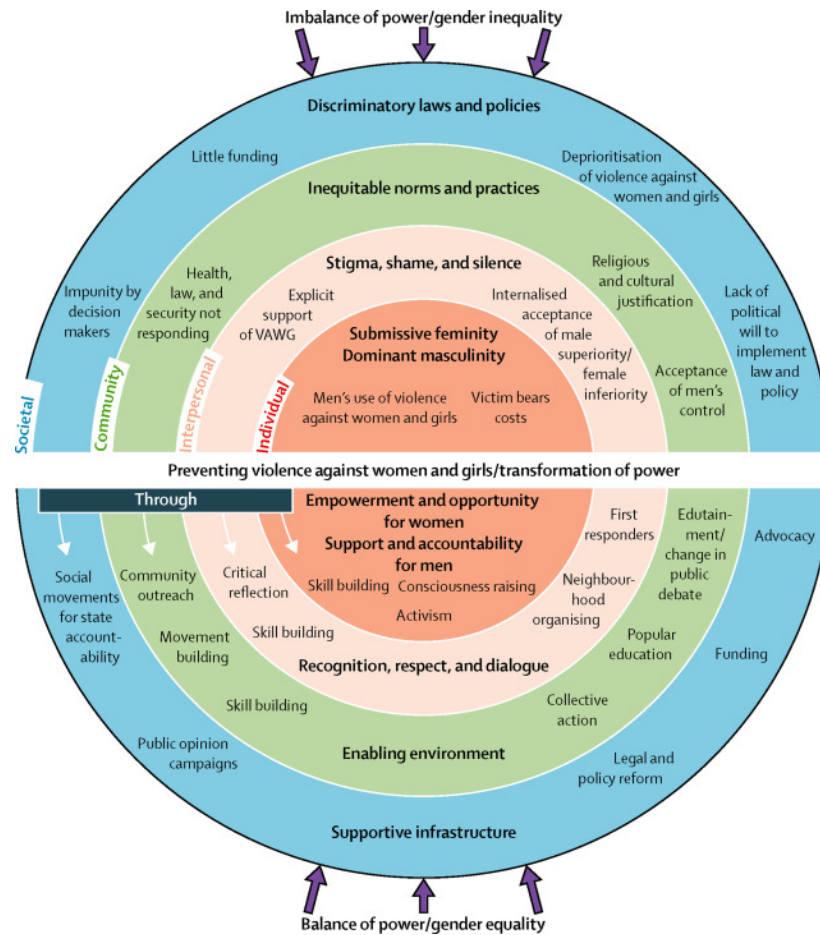 Imbalance of power/gender inequality
Discriminatory laws and policies
Little funding
Deprioritisation
of violence against
women and girls
Impunity by
decision
makers
Lack of
political
will to
implement
law and
policy
Inequitable norms and practices
Health,
law, and
security not
responding
Religious
and cultural
justification
Acceptance
of men's
control
Stigma, shame, and silence
Explicit
support
of VAWG
Internalised
acceptance
of male
superiority/
female
inferiority
Submissive feminity
Dominant masculinity
Men's use of violence
against women and girls
Victim bears
costs
Societal
Community
Interpersonal
Individual
Preventing violence against women and girls/transformation of power
Through
Empowerment and opportunity
for women
Support and accountability
for men
Skill building
Consciousness raising
Activism
Critical
reflection
Skill building
First
responders
Neighbour-
hood
organising
Recognition, respect, and dialogue
Community
outreach
Movement
building
Skill building
Edutain-
ment/
change in
public
debate
Popular
education
Collective
action
Enabling environment
Social
movements
for state
account-
ability
Public opinion
campaigns
Advocacy
Funding
Legal and
policy reform
Supportive infrastructure
Balance of power/gender equality